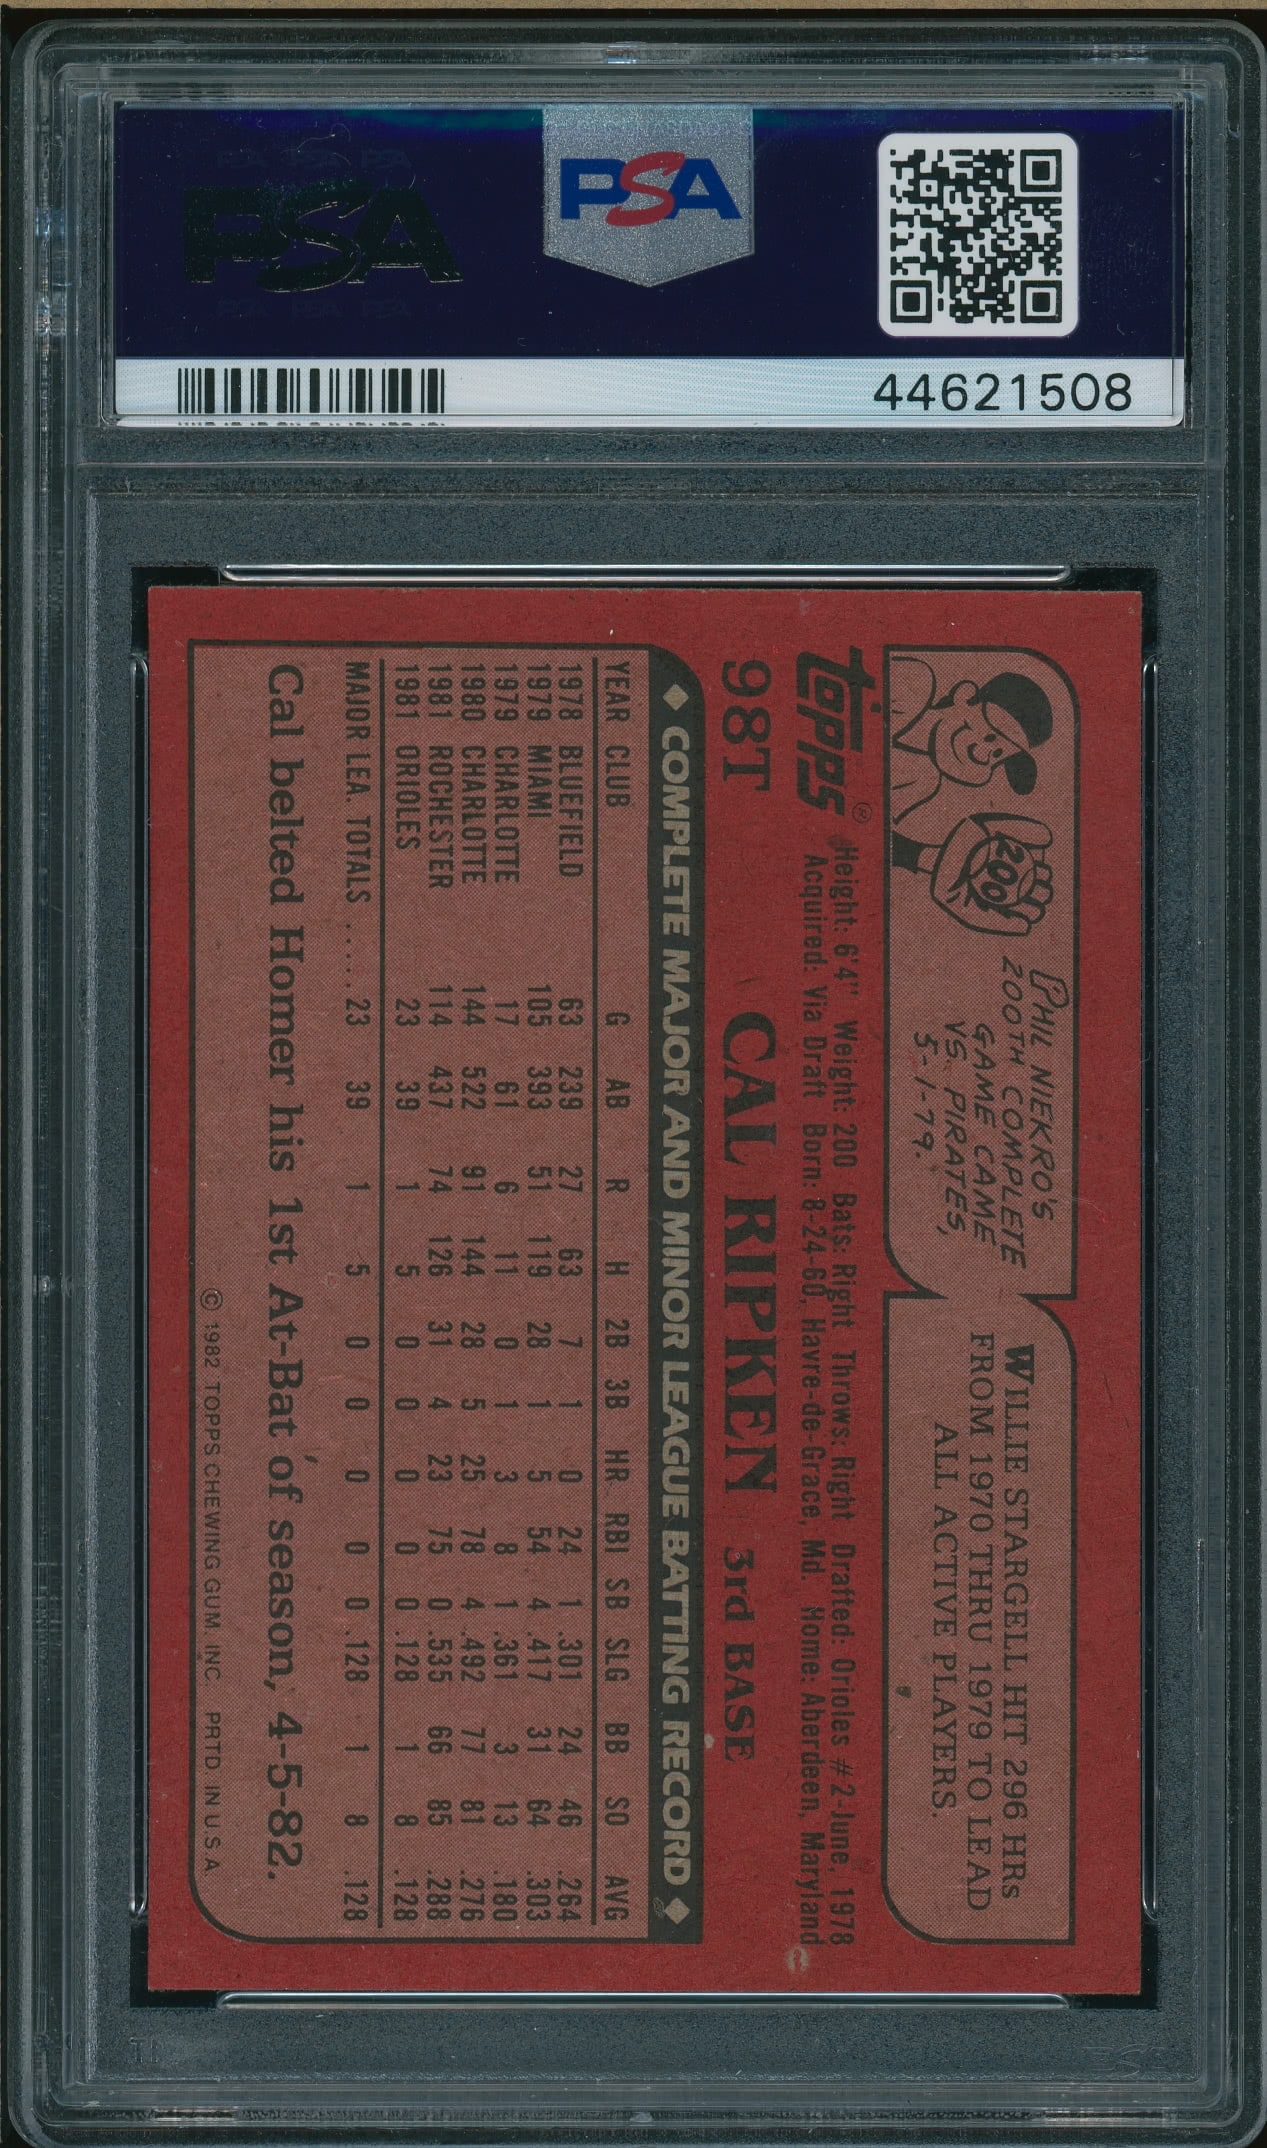 PSA
PSA PSA PSA
PSA
PSA PSA PSA
44621508
200
PHIL NIEKRO'S
200TH COMPLETE
GAME CAME
VS. PIRATES,
5-1-79.
WILLIE STARGELL HIT 296 HRs
FROM 1970 THRU 1979 TO LEAD
ALL ACTIVE PLAYERS.
topps®
Height: 6'4" Weight: 200 Bats: Right Throws: Right Drafted: Orioles #2-June, 1978
Acquired: Via Draft Born: 8-24-60, Havre-de-Grace, Md. Home: Aberdeen, Maryland
98T CAL RIPKEN 3rd BASE
COMPLETE MAJOR AND MINOR LEAGUE BATTING RECORD
YEAR CLUB G AB R H 2B 3B HR RBI SB SLG BB SO AVG
1978 BLUEFIELD 63 239 27 63 7 1 0 24 1 .301 24 46 .264
1979 MIAMI 105 393 51 119 28 1 5 54 4 .417 31 64 .303
1979 CHARLOTTE 17 61 6 11 0 1 3 8 1 .361 3 13 .180
1980 CHARLOTTE 144 522 91 144 28 5 25 78 4 .492 77 81 .276
1981 ROCHESTER 114 437 74 126 31 4 23 75 0 .535 66 85 .288
1981 ORIOLES 23 39 1 5 0 0 0 0 0 .128 1 8 .128
MAJOR LEA. TOTALS ..... 23 39 1 5 0 0 0 0 0 .128 1 8 .128
Cal belted Homer his 1st At-Bat of season, 4-5-82.
© 1982 TOPPS CHEWING GUM, INC. PRTD. IN U.S.A.